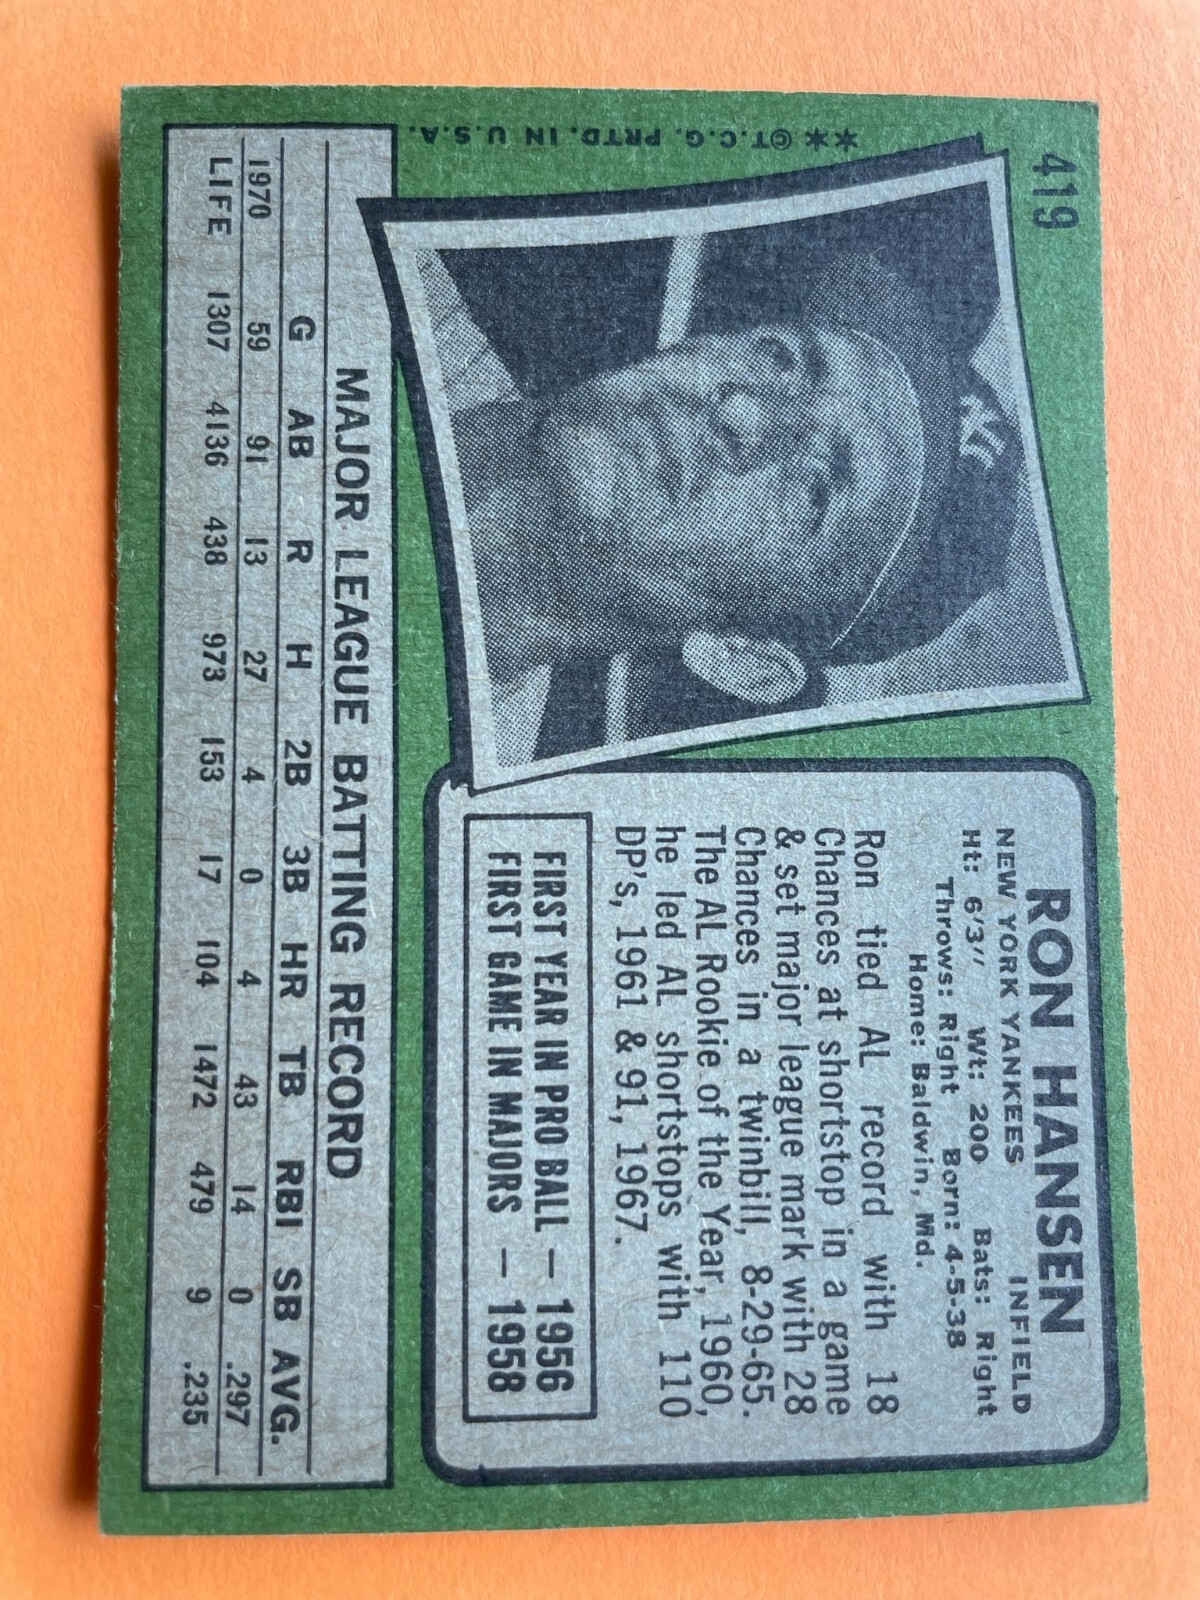 419
** ©T.C.G. PRTD. IN U.S.A.
NY
RON HANSEN
NEW YORK YANKEES INFIELD
Ht: 6'3" Wt: 200 Bats: Right
Throws: Right Born: 4-5-38
Home: Baldwin, Md.
Ron tied AL record with 18
Chances at shortstop in a game
& set major league mark with 28
Chances in a twinbill, 8-29-65.
The AL Rookie of the Year, 1960,
he led AL shortstops with 110
DP's, 1961 & 91, 1967.
FIRST YEAR IN PRO BALL — 1956
FIRST GAME IN MAJORS — 1958
MAJOR LEAGUE BATTING RECORD
G AB R H 2B 3B HR TB RBI SB AVG.
1970 59 91 13 27 4 0 4 43 14 0 .297
LIFE 1307 4136 438 973 153 17 104 1472 479 9 .235